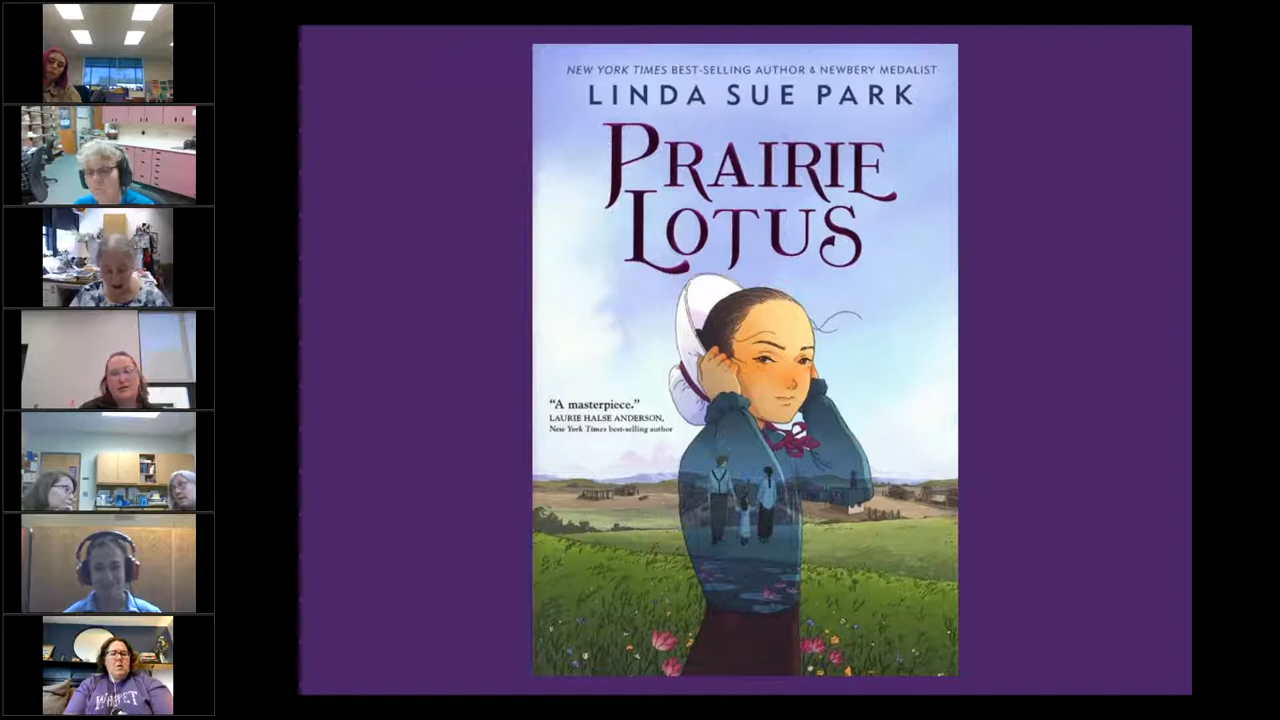 NEW YORK TIMES BEST-SELLING AUTHOR & NEWBERY MEDALIST
LINDA SUE PARK
PRAIRIE
LOTUS
“A masterpiece.”
LAURIE HALSE ANDERSON,
New York Times best-selling author